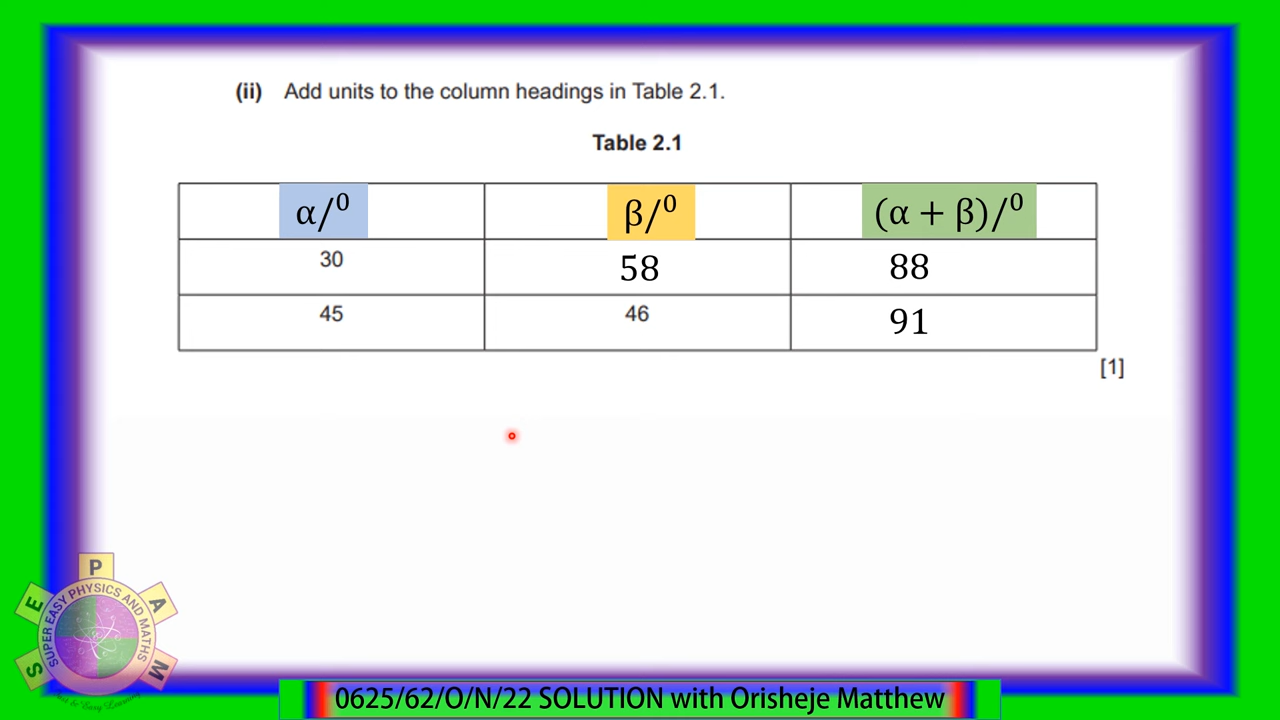 (ii) Add units to the column headings in Table 2.1.
Table 2.1
α/⁰ β/⁰ (α + β)/⁰
30 58 88
45 46 91
[1]
S E P A M
SUPER EASY PHYSICS AND MATHS
0625/62/O/N/22 SOLUTION with Orisheje Matthew